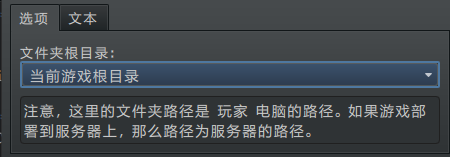 选项 文本
文件夹根目录：
当前游戏根目录
注意，这里的文件夹路径是 玩家 电脑的路径。如果游戏部
署到服务器上，那么路径为服务器的路径。